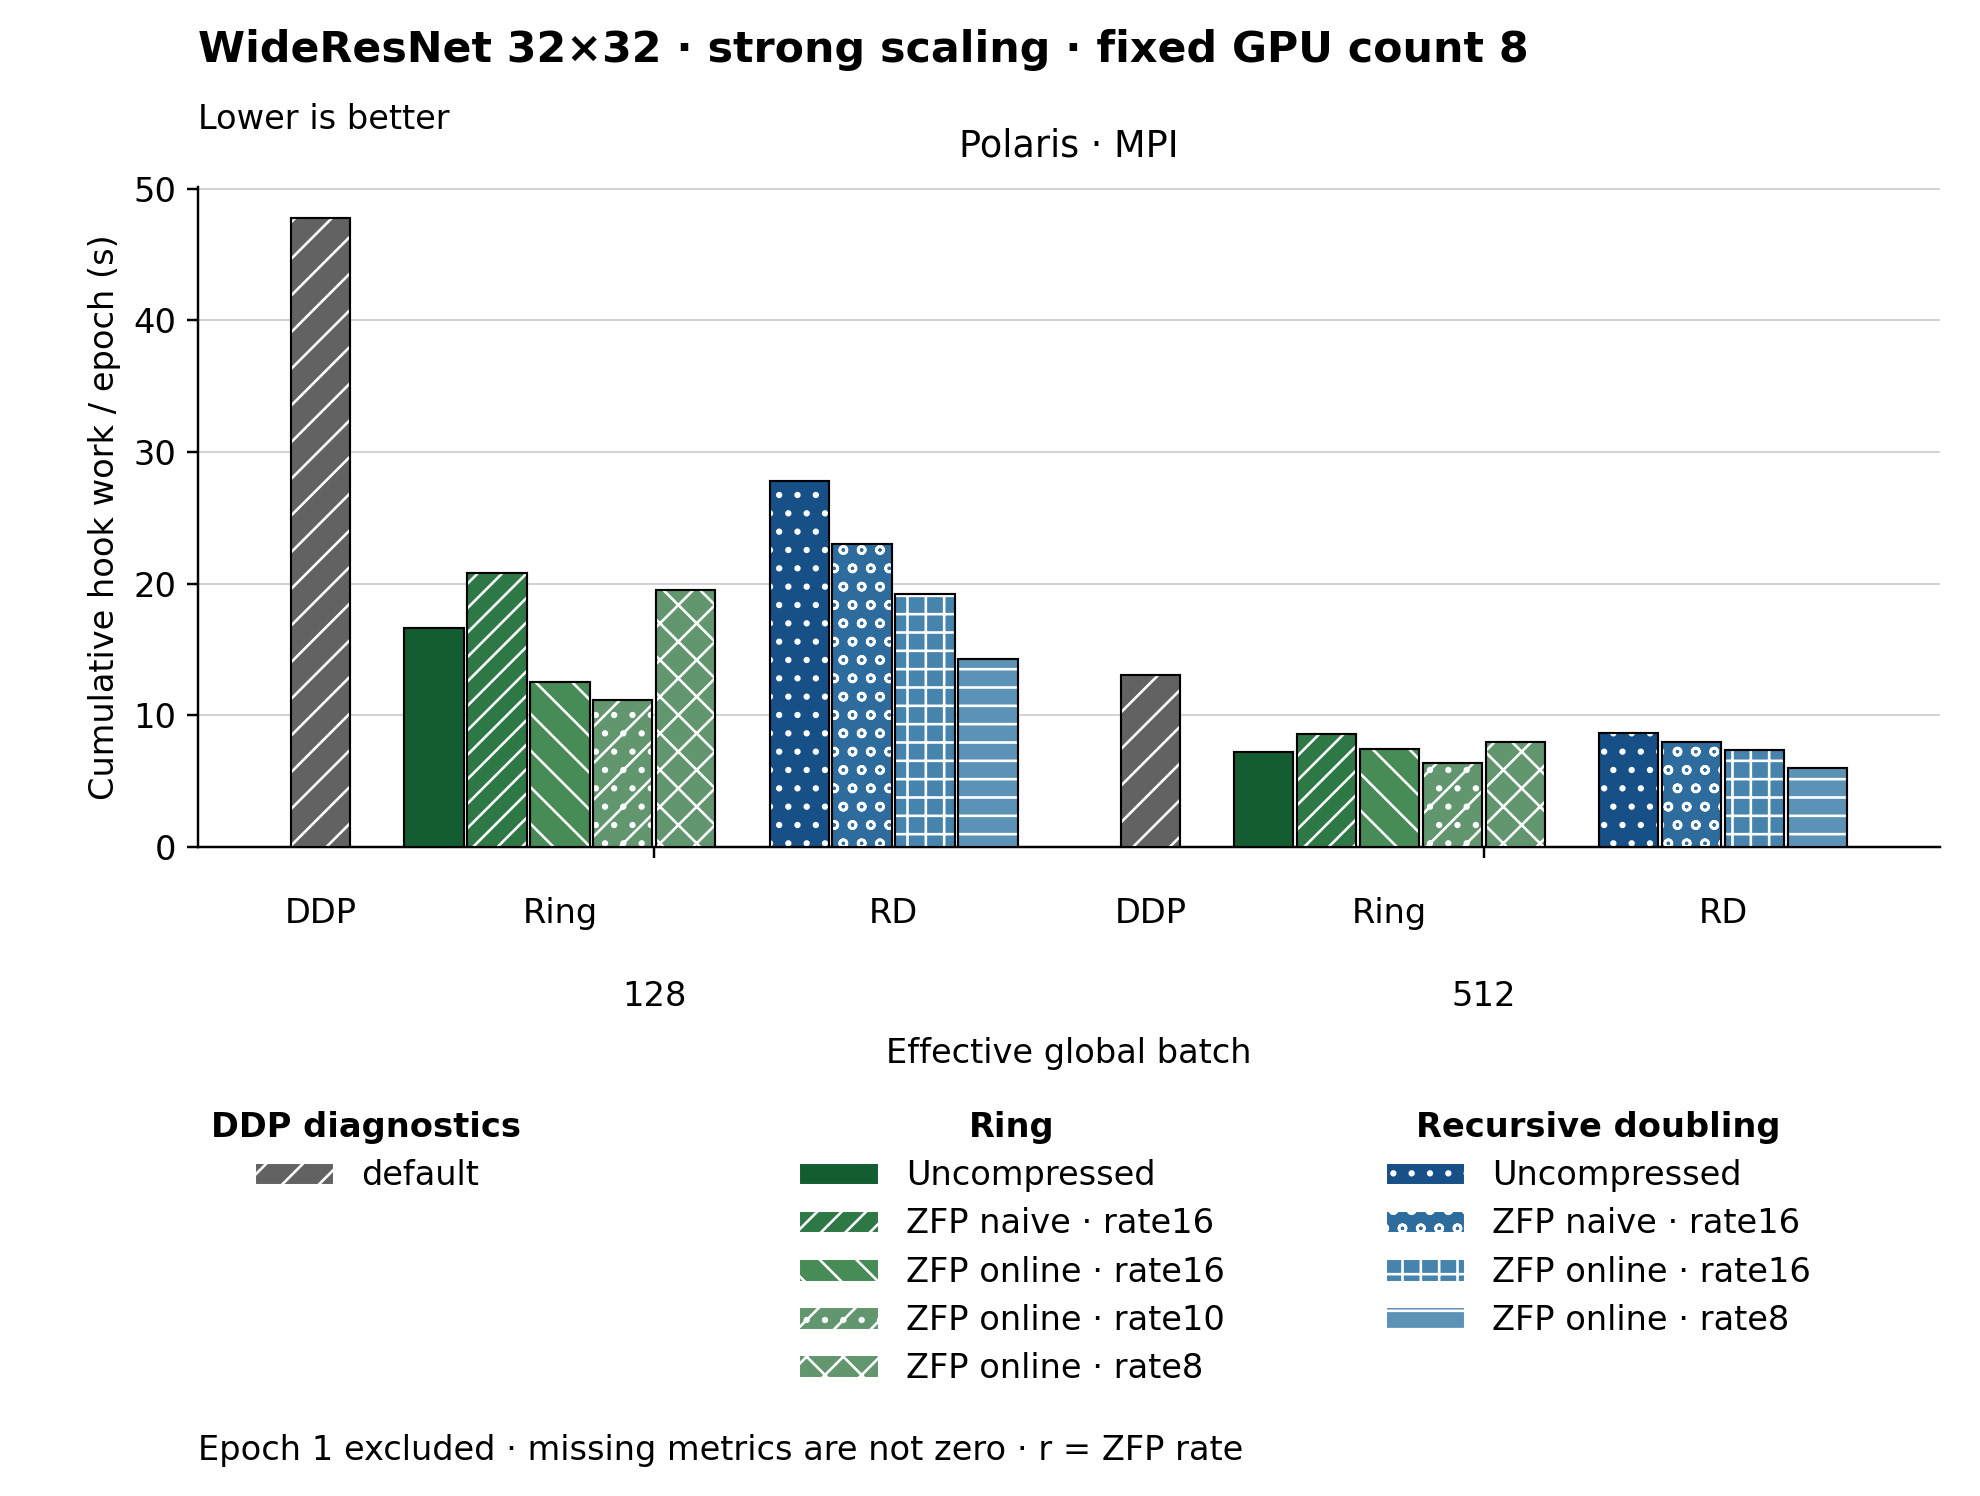 WideResNet 32×32 · strong scaling · fixed GPU count 8
Lower is better
Polaris · MPI
Cumulative hook work / epoch (s)
50
40
30
20
10
0
DDP Ring RD DDP Ring RD
128 512
Effective global batch
DDP diagnostics
default
Ring
Uncompressed
ZFP naive · rate16
ZFP online · rate16
ZFP online · rate10
ZFP online · rate8
Recursive doubling
Uncompressed
ZFP naive · rate16
ZFP online · rate16
ZFP online · rate8
Epoch 1 excluded · missing metrics are not zero · r = ZFP rate